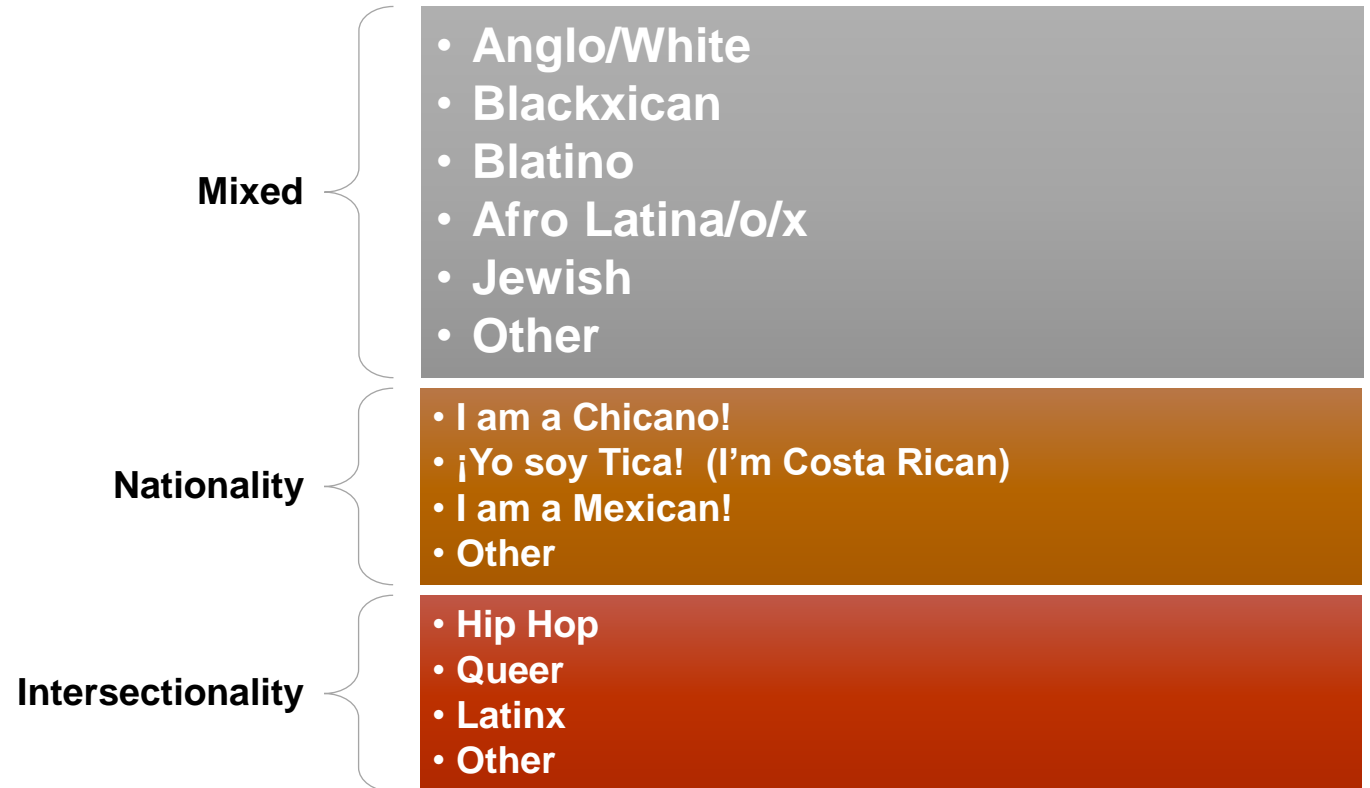 Mixed
• Anglo/White
• Blackxican
• Blatino
• Afro Latina/o/x
• Jewish
• Other
Nationality
• I am a Chicano!
• ¡Yo soy Tica!  (I’m Costa Rican)
• I am a Mexican!
• Other
Intersectionality
• Hip Hop
• Queer
• Latinx
• Other